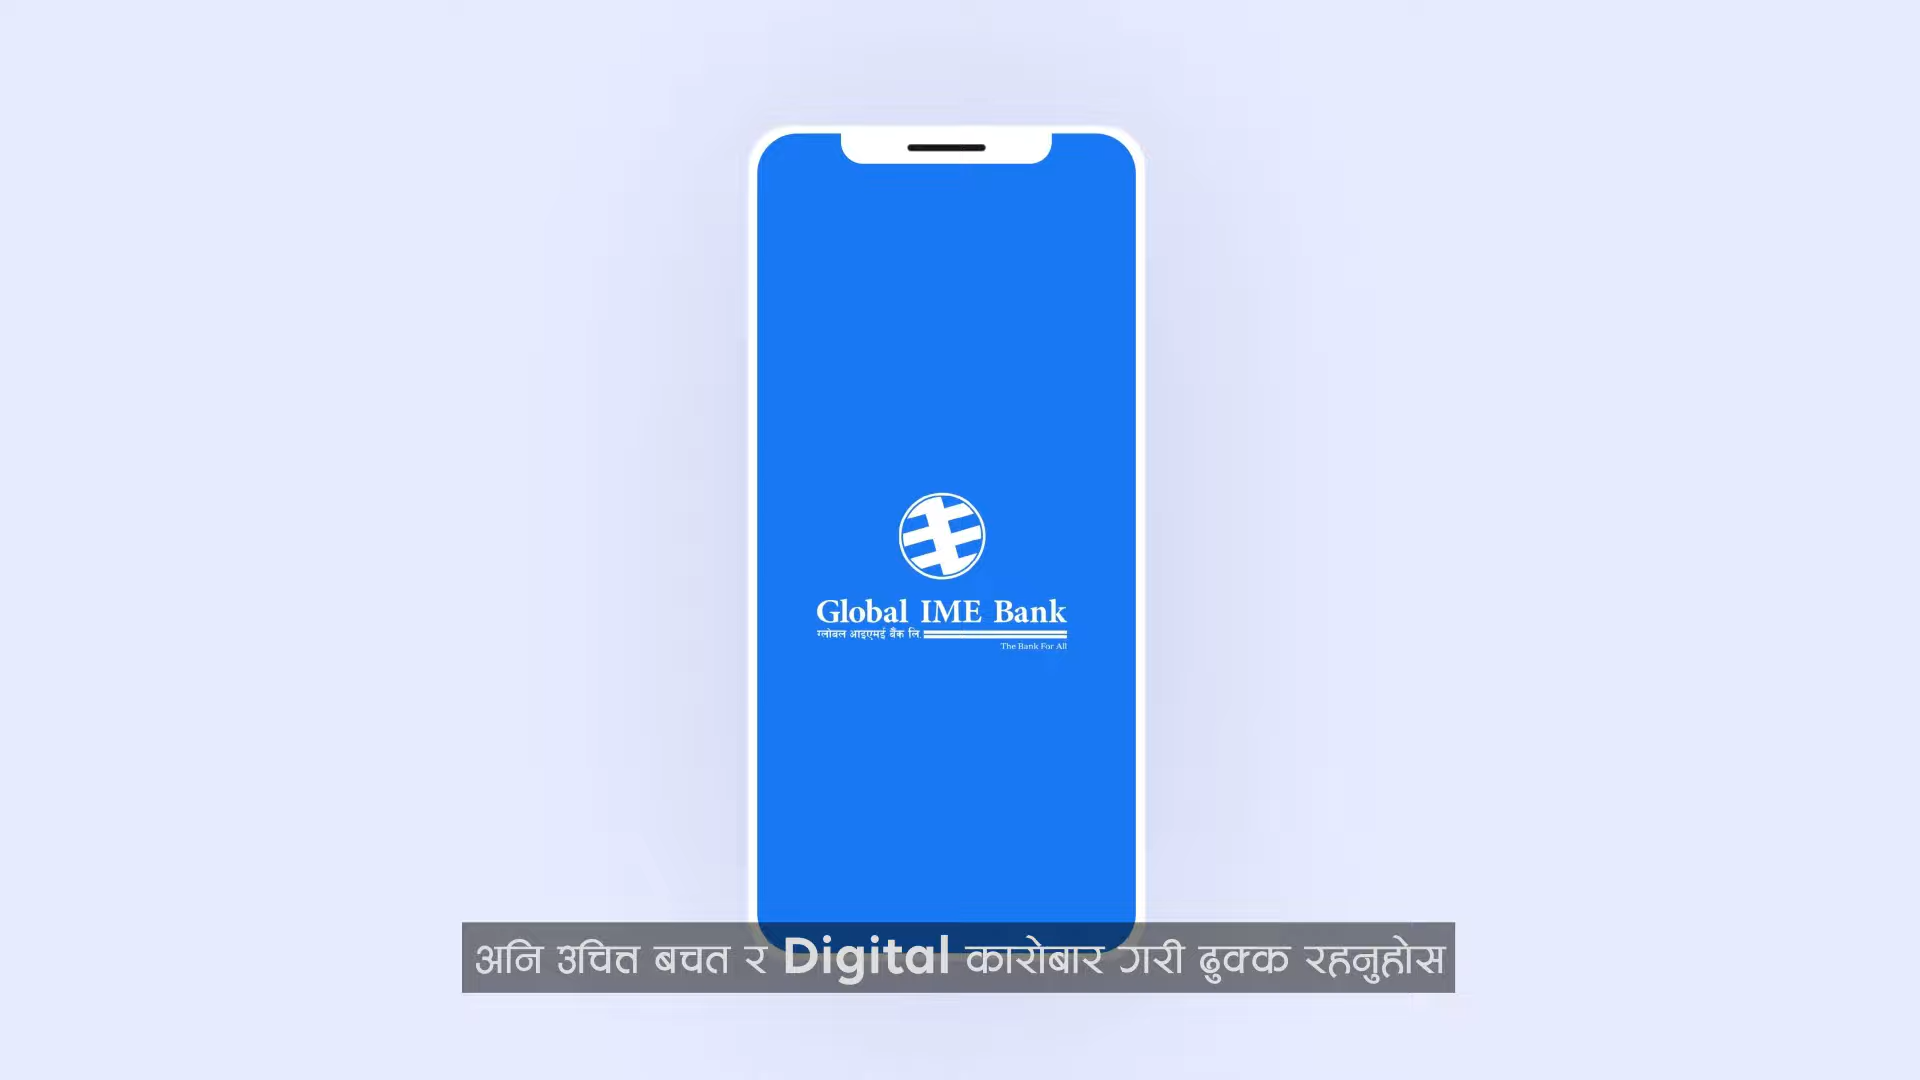 Global IME Bank
ग्लोबल आइएमई बैंक लि.
The Bank For All
अनि उचित बचत र Digital कारोबार गरी ढुक्क रहनुहोस